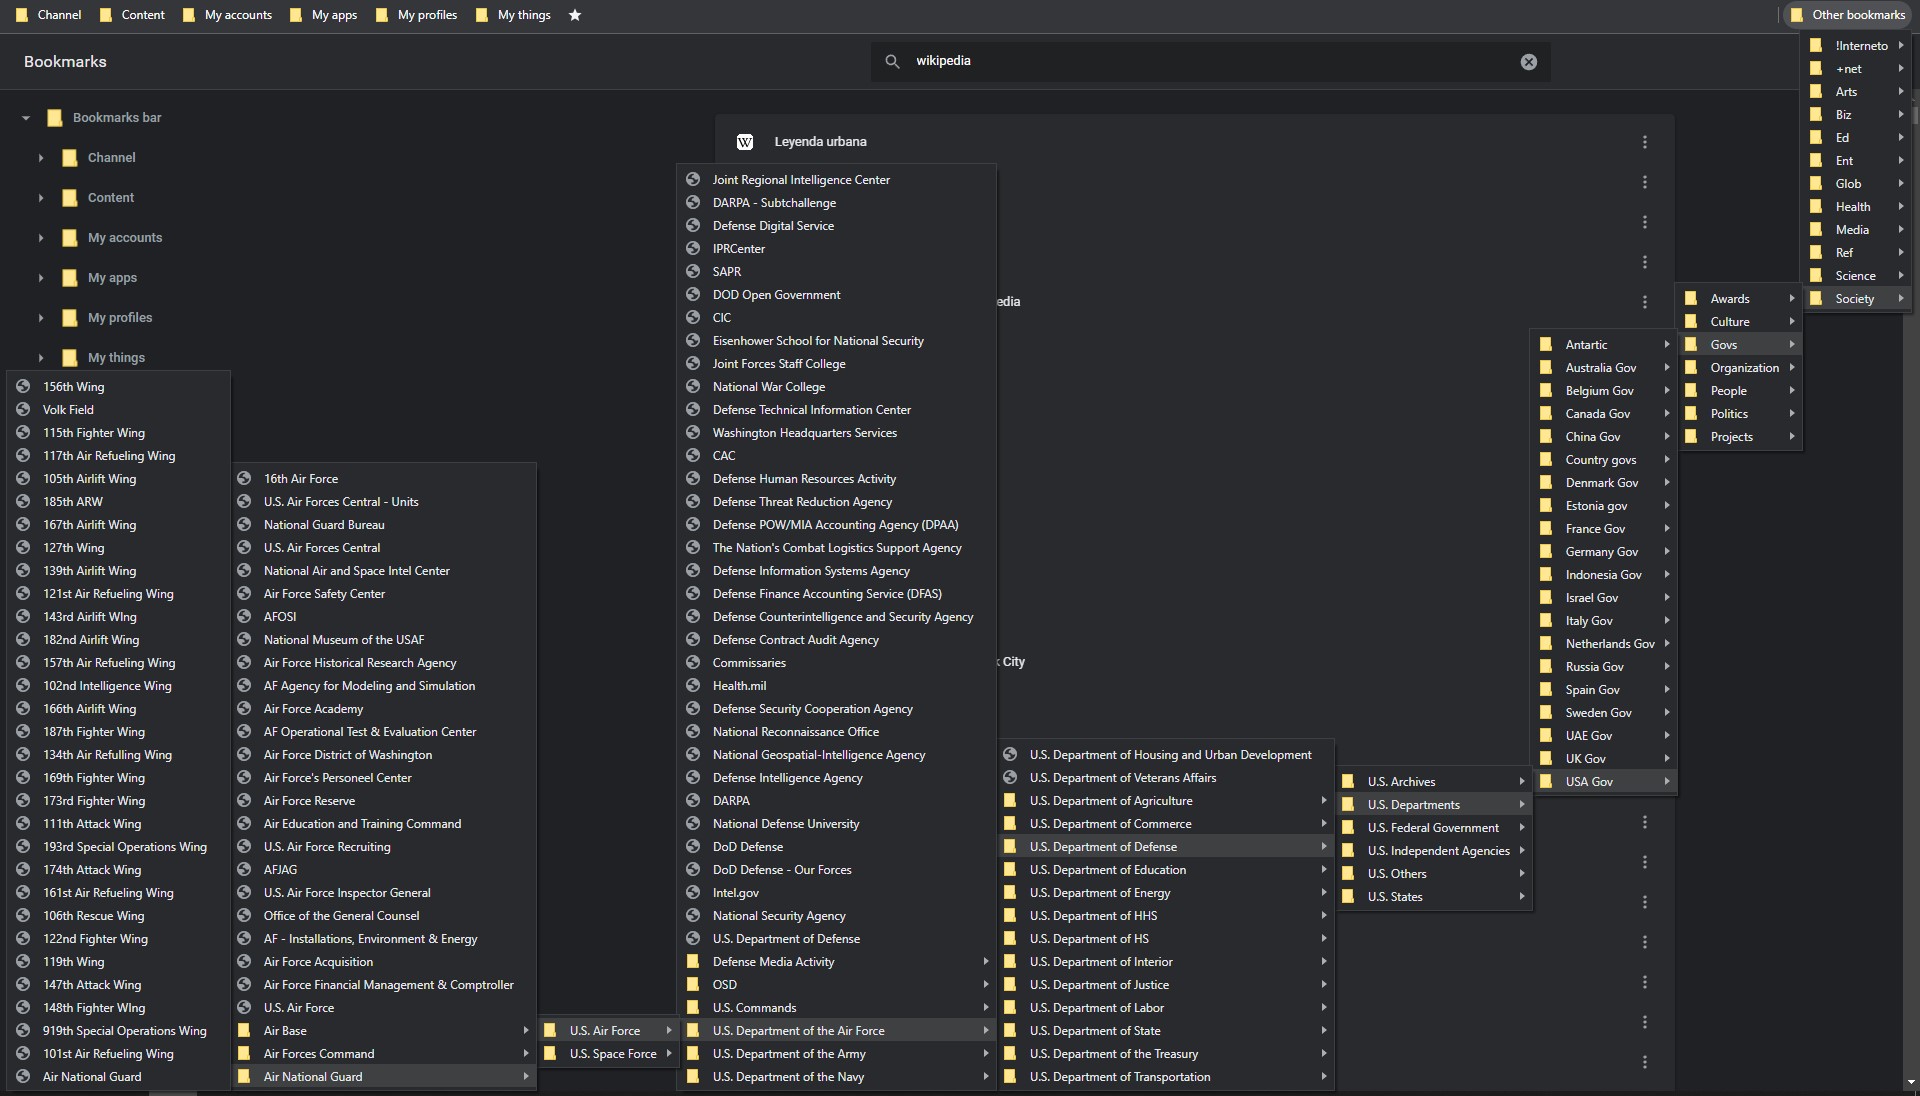 Channel
Content
My accounts
My apps
My profiles
My things
Other bookmarks
Bookmarks
wikipedia
Bookmarks bar
Channel
Content
My accounts
My apps
My profiles
My things
Leyenda urbana
edia
k City
!Interneto
+net
Arts
Biz
Ed
Ent
Glob
Health
Media
Ref
Science
Society
Awards
Culture
Govs
Organization
People
Politics
Projects
Antartic
Australia Gov
Belgium Gov
Canada Gov
China Gov
Country govs
Denmark Gov
Estonia gov
France Gov
Germany Gov
Indonesia Gov
Israel Gov
Italy Gov
Netherlands Gov
Russia Gov
Spain Gov
Sweden Gov
UAE Gov
UK Gov
USA Gov
U.S. Archives
U.S. Departments
U.S. Federal Government
U.S. Independent Agencies
U.S. Others
U.S. States
U.S. Department of Housing and Urban Development
U.S. Department of Veterans Affairs
U.S. Department of Agriculture
U.S. Department of Commerce
U.S. Department of Defense
U.S. Department of Education
U.S. Department of Energy
U.S. Department of HHS
U.S. Department of HS
U.S. Department of Interior
U.S. Department of Justice
U.S. Department of Labor
U.S. Department of State
U.S. Department of the Treasury
U.S. Department of Transportation
Joint Regional Intelligence Center
DARPA - Subtchallenge
Defense Digital Service
IPRCenter
SAPR
DOD Open Government
CIC
Eisenhower School for National Security
Joint Forces Staff College
National War College
Defense Technical Information Center
Washington Headquarters Services
CAC
Defense Human Resources Activity
Defense Threat Reduction Agency
Defense POW/MIA Accounting Agency (DPAA)
The Nation's Combat Logistics Support Agency
Defense Information Systems Agency
Defense Finance Accounting Service (DFAS)
Defense Counterintelligence and Security Agency
Defense Contract Audit Agency
Commissaries
Health.mil
Defense Security Cooperation Agency
National Reconnaissance Office
National Geospatial-Intelligence Agency
Defense Intelligence Agency
DARPA
National Defense University
DoD Defense
DoD Defense - Our Forces
Intel.gov
National Security Agency
U.S. Department of Defense
Defense Media Activity
OSD
U.S. Commands
U.S. Department of the Air Force
U.S. Department of the Army
U.S. Department of the Navy
U.S. Air Force
U.S. Space Force
16th Air Force
U.S. Air Forces Central - Units
National Guard Bureau
U.S. Air Forces Central
National Air and Space Intel Center
Air Force Safety Center
AFOSI
National Museum of the USAF
Air Force Historical Research Agency
AF Agency for Modeling and Simulation
Air Force Academy
AF Operational Test & Evaluation Center
Air Force District of Washington
Air Force's Personeel Center
Air Force Reserve
Air Education and Training Command
U.S. Air Force Recruiting
AFJAG
U.S. Air Force Inspector General
Office of the General Counsel
AF - Installations, Environment & Energy
Air Force Acquisition
Air Force Financial Management & Comptroller
U.S. Air Force
Air Base
Air Forces Command
Air National Guard
156th Wing
Volk Field
115th Fighter Wing
117th Air Refueling Wing
105th Airlift Wing
185th ARW
167th Airlift Wing
127th Wing
139th Airlift Wing
121st Air Refueling Wing
143rd Airlift WIng
182nd Airlift Wing
157th Air Refueling Wing
102nd Intelligence Wing
166th Airlift Wing
187th Fighter Wing
134th Air Refulling Wing
169th Fighter Wing
173rd Fighter Wing
111th Attack Wing
193rd Special Operations Wing
174th Attack Wing
161st Air Refueling Wing
106th Rescue Wing
122nd Fighter Wing
119th Wing
147th Attack Wing
148th Fighter WIng
919th Special Operations Wing
101st Air Refueling Wing
Air National Guard